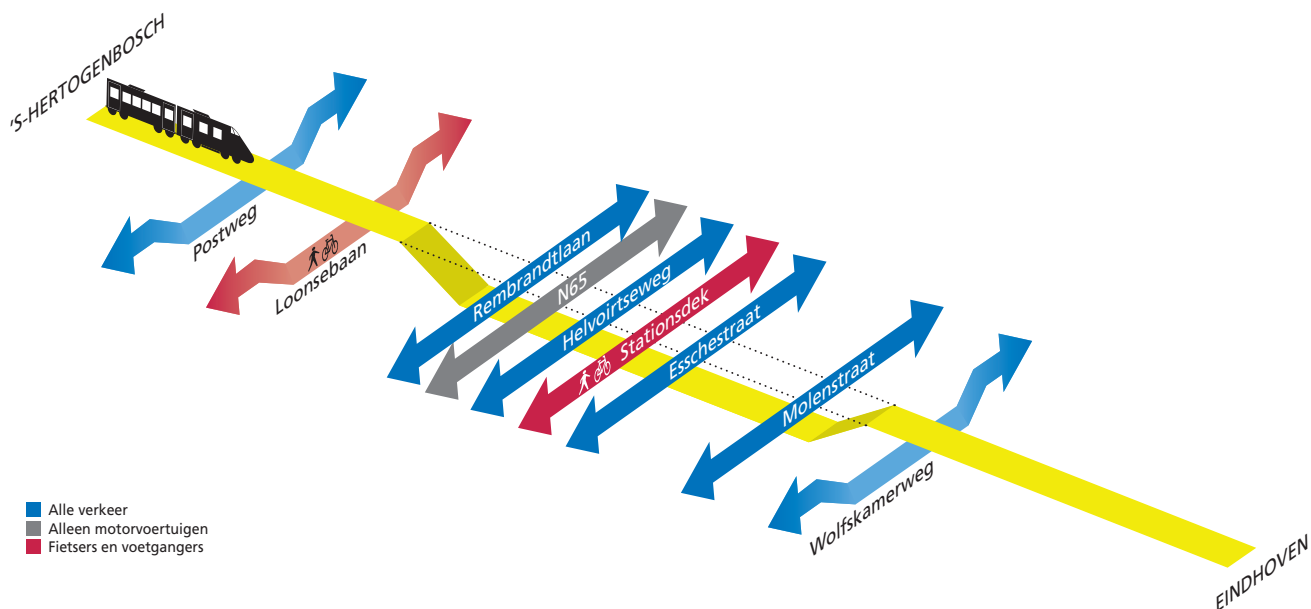 'S-HERTOGENBOSCH
Postweg
Loonsebaan
Rembrandtlaan
N65
Helvoirtseweg
Stationsdek
Esschestraat
Molenstraat
Wolfskamerweg
EINDHOVEN
Alle verkeer
Alleen motorvoertuigen
Fietsers en voetgangers